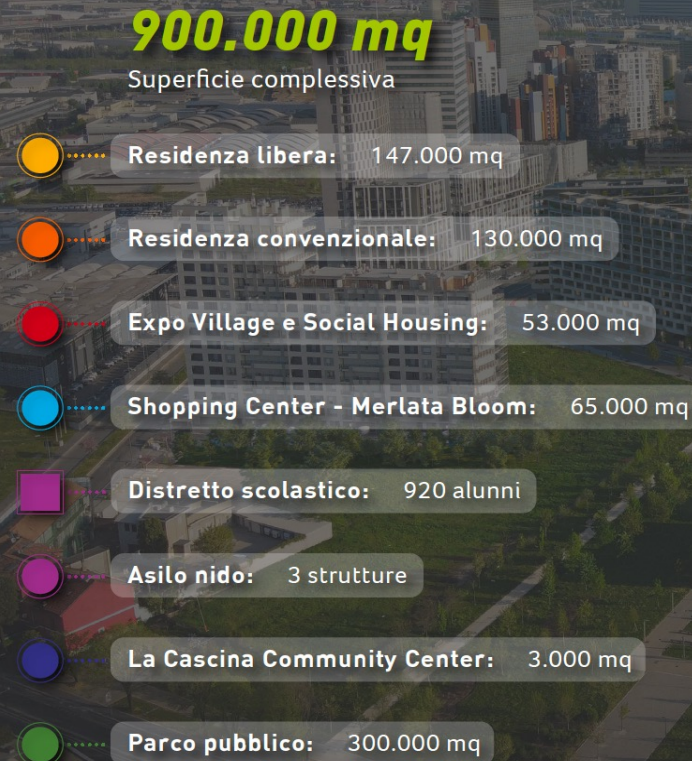 900.000 mq
Superficie complessiva
Residenza libera: 147.000 mq
Residenza convenzionale: 130.000 mq
Expo Village e Social Housing: 53.000 mq
Shopping Center - Merlata Bloom: 65.000 mq
Distretto scolastico: 920 alunni
Asilo nido: 3 strutture
La Cascina Community Center: 3.000 mq
Parco pubblico: 300.000 mq